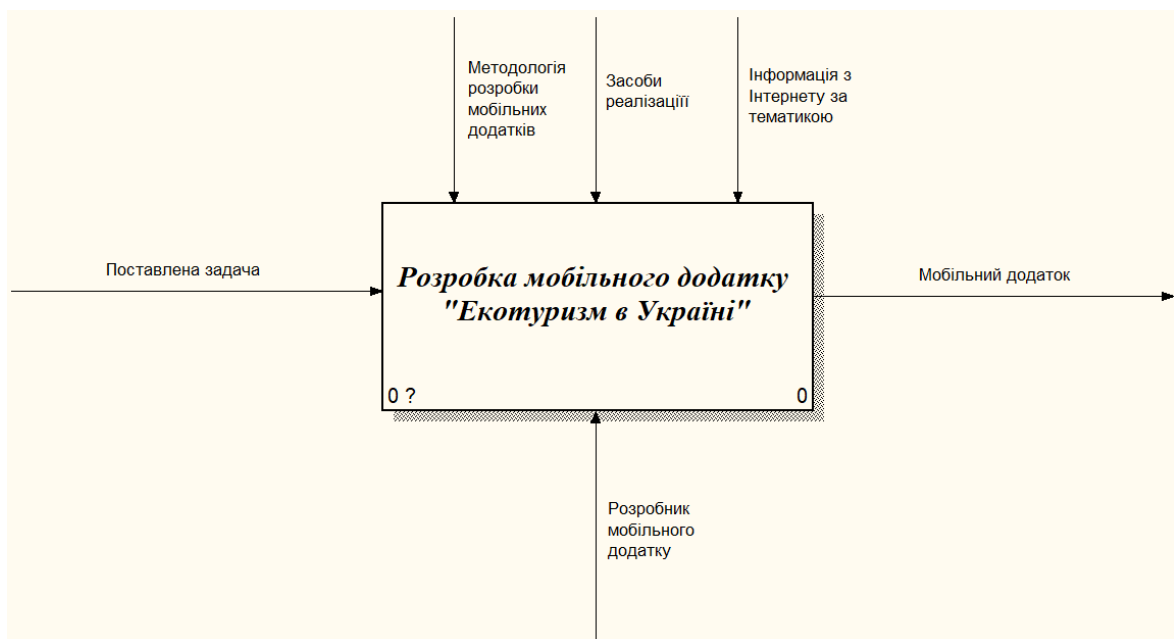 Методологія
розробки
мобільних
додатків
Засоби
реалізаціїї
Інформація з
Інтернету за
тематикою
Поставлена задача
Розробка мобільного додатку
"Екотуризм в Україні"
0 ?
0
Мобільний додаток
Розробник
мобільного
додатку